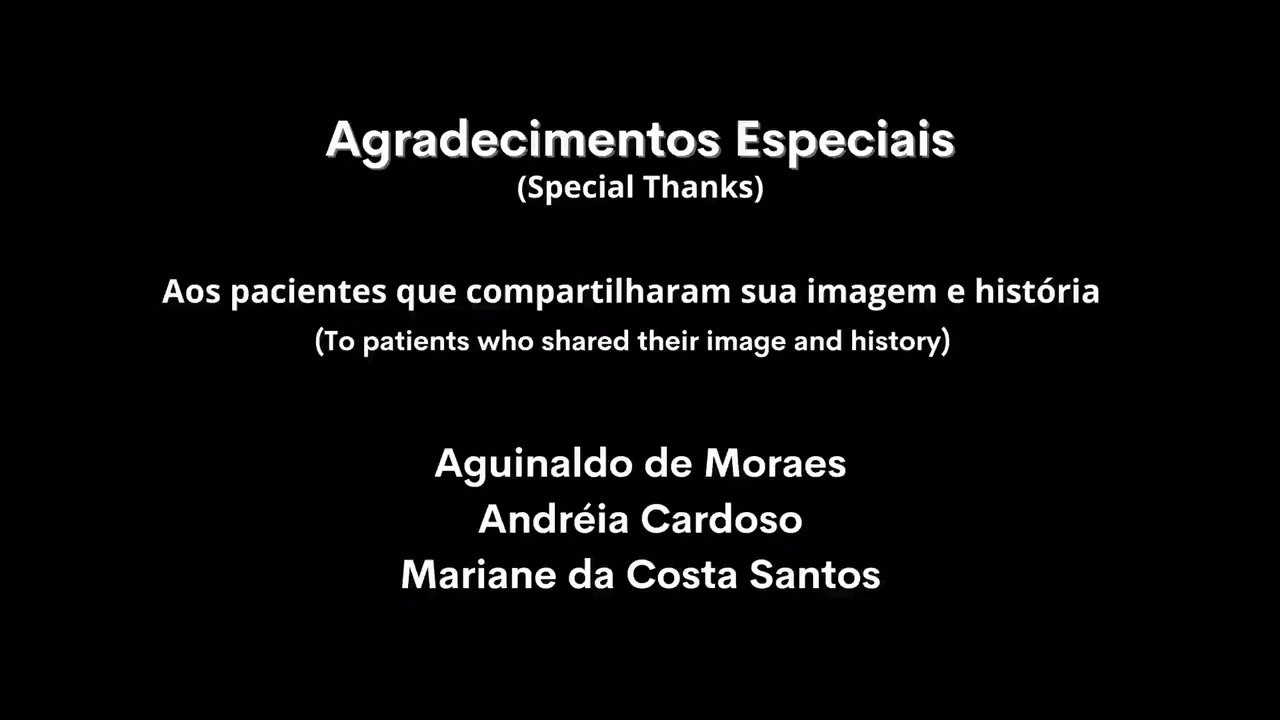 Agradecimentos Especiais
(Special Thanks)
Aos pacientes que compartilharam sua imagem e história
(To patients who shared their image and history)
Aguinaldo de Moraes
Andréia Cardoso
Mariane da Costa Santos